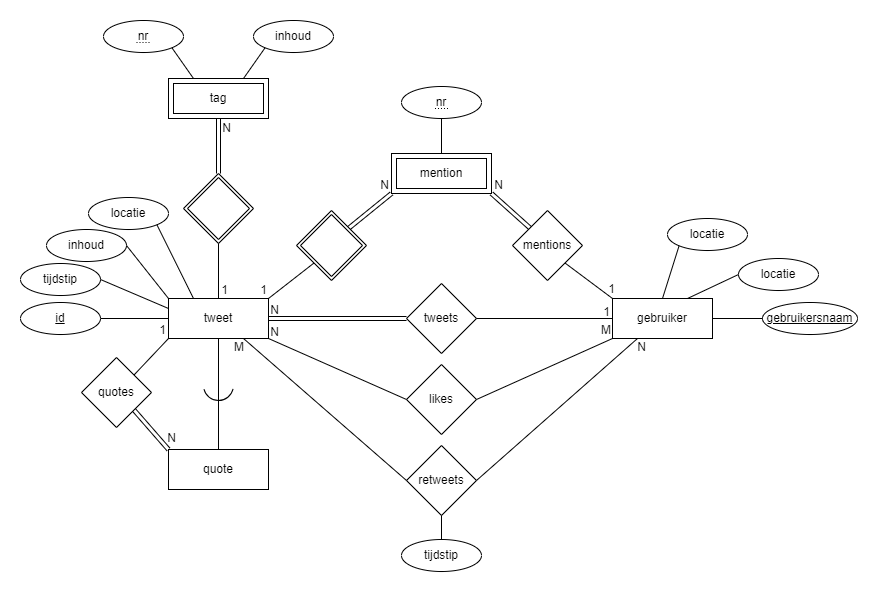 nr
inhoud
tag
N
nr
mention
N
N
locatie
inhoud
tijdstip
id
mentions
locatie
locatie
gebruikersnaam
1
1
1
tweet
N
tweets
1
gebruiker
N
M
1
M
N
quotes
likes
N
quote
retweets
tijdstip